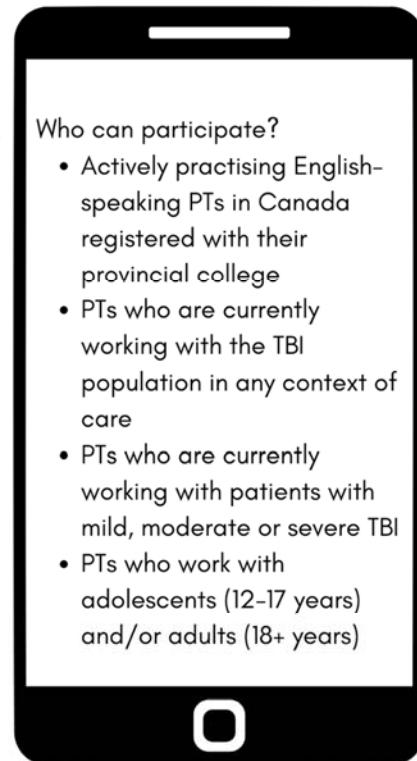 Who can participate?
• Actively practising English-
speaking PTs in Canada
registered with their
provincial college
• PTs who are currently
working with the TBI
population in any context of
care
• PTs who are currently
working with patients with
mild, moderate or severe TBI
• PTs who work with
adolescents (12-17 years)
and/or adults (18+ years)